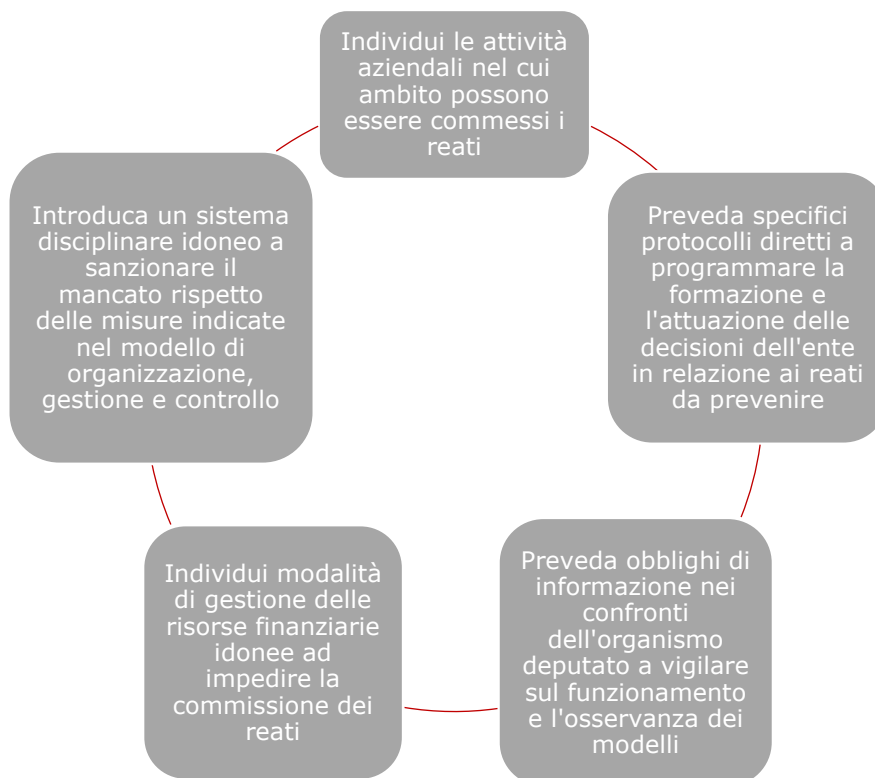 Individui le attività
aziendali nel cui
ambito possono
essere commessi i
reati
Preveda specifici
protocolli diretti a
programmare la
formazione e
l'attuazione delle
decisioni dell'ente
in relazione ai reati
da prevenire
Preveda obblighi di
informazione nei
confronti
dell'organismo
deputato a vigilare
sul funzionamento
e l'osservanza dei
modelli
Individui modalità
di gestione delle
risorse finanziarie
idonee ad
impedire la
commissione dei
reati
Introduca un sistema
disciplinare idoneo a
sanzionare il
mancato rispetto
delle misure indicate
nel modello di
organizzazione,
gestione e controllo